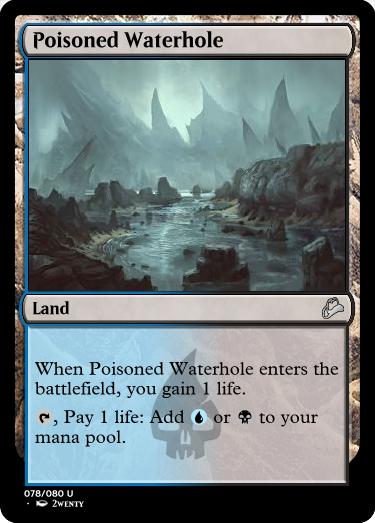 Poisoned Waterhole
Land
When Poisoned Waterhole enters the
battlefield, you gain 1 life.
, Pay 1 life: Add or to your
mana pool.
078/080 U
· 2WENTY